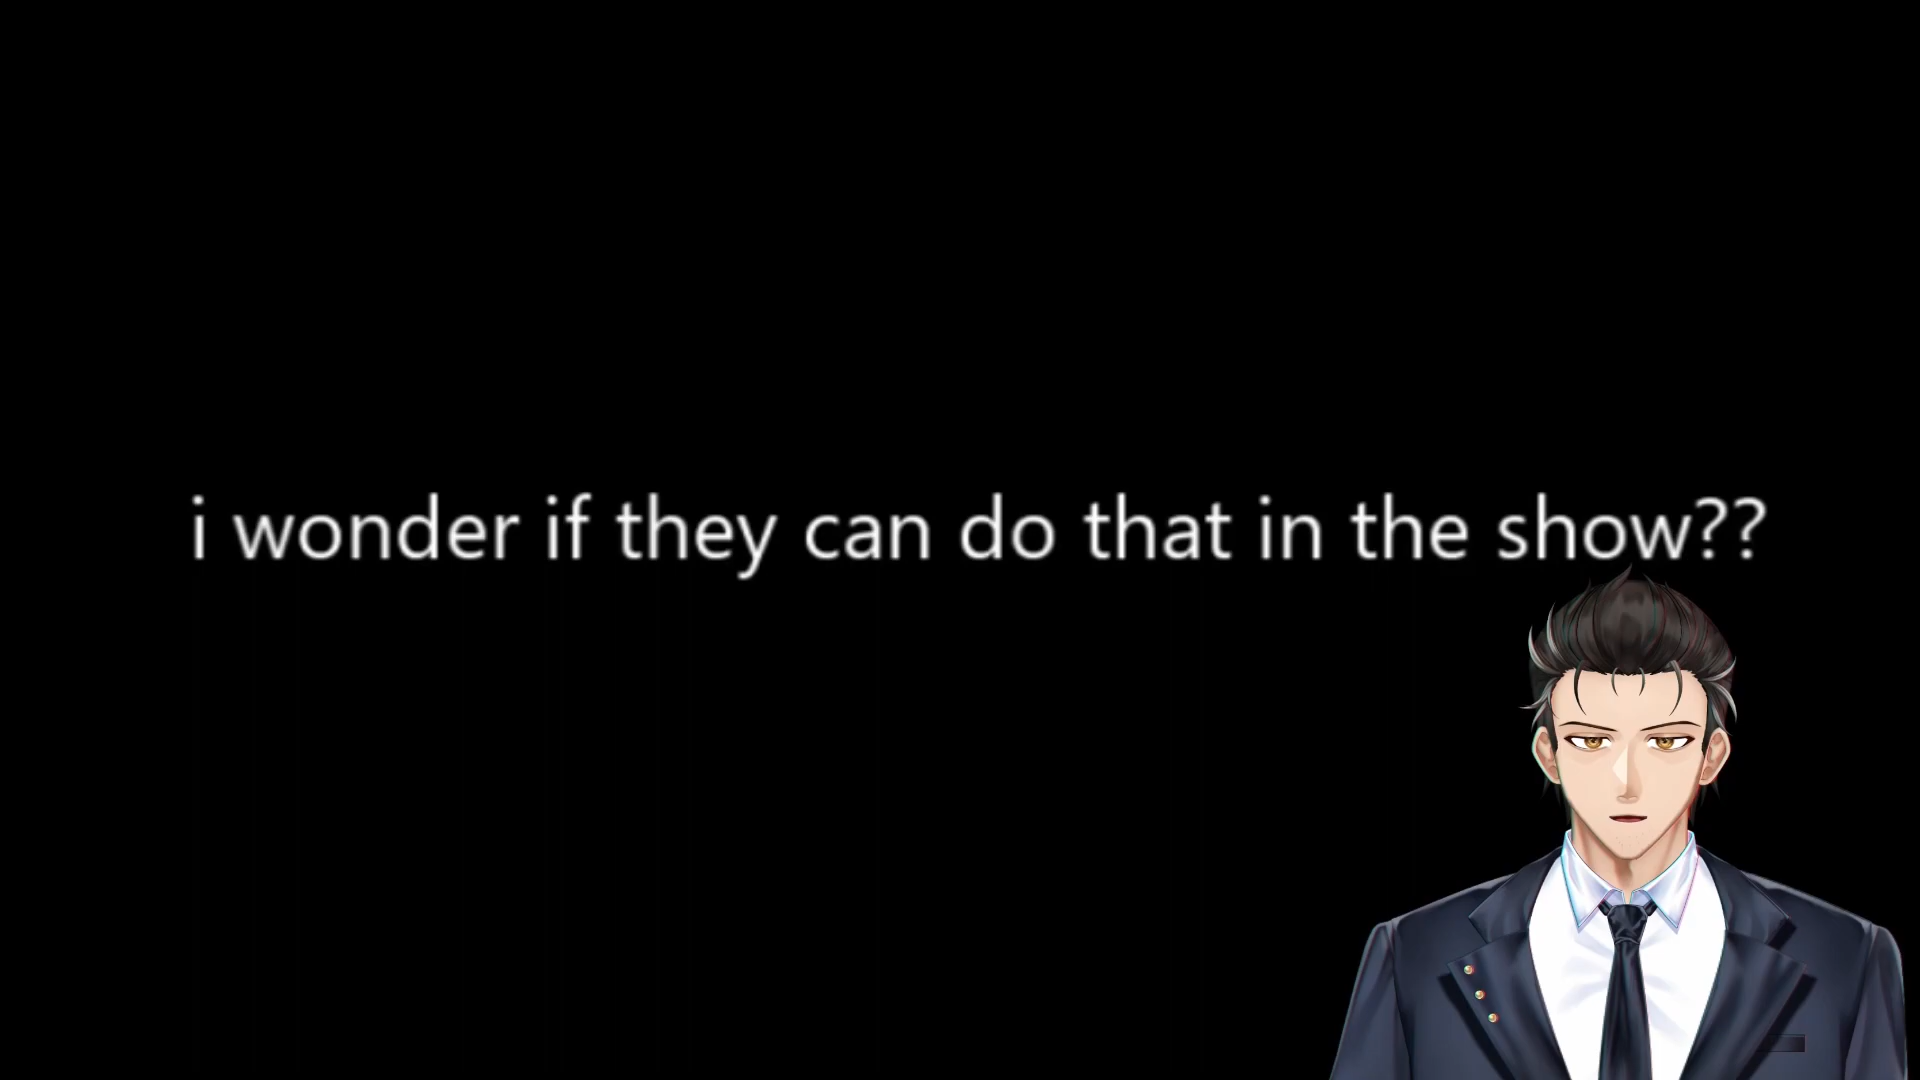 i wonder if they can do that in the show??